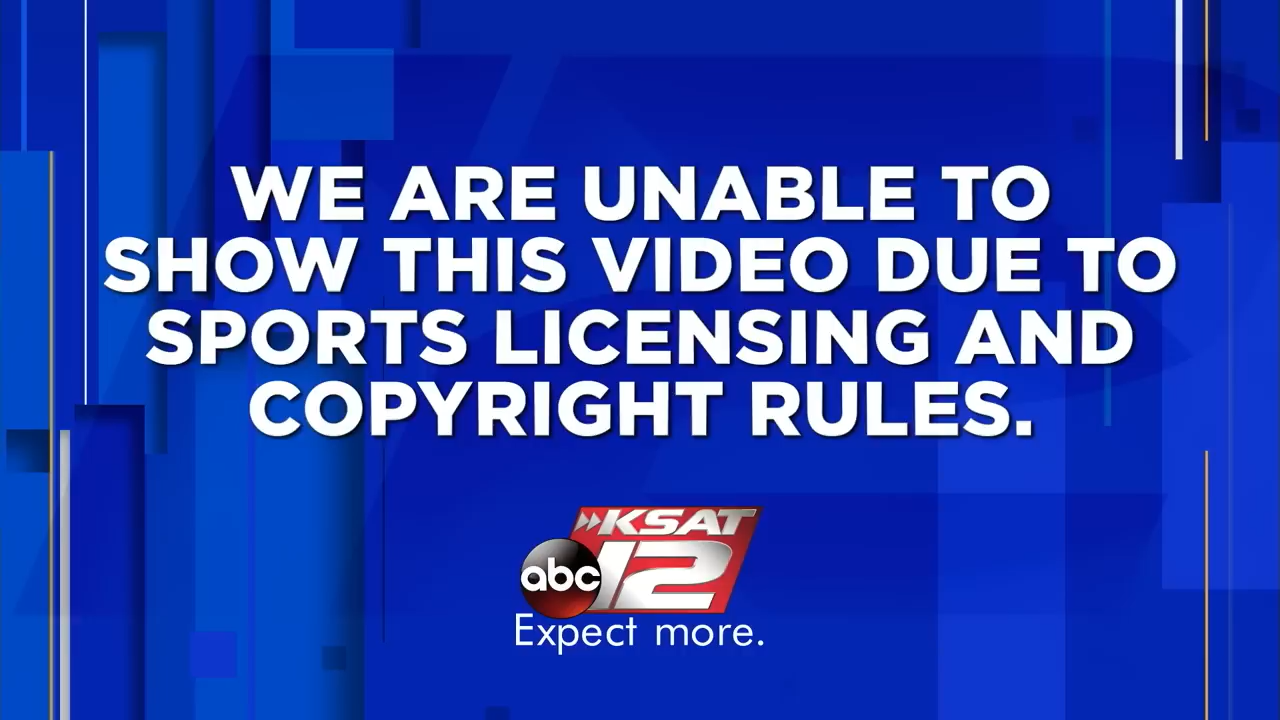 WE ARE UNABLE TO
SHOW THIS VIDEO DUE TO
SPORTS LICENSING AND
COPYRIGHT RULES.
KSAT
abc 12
Expect more.